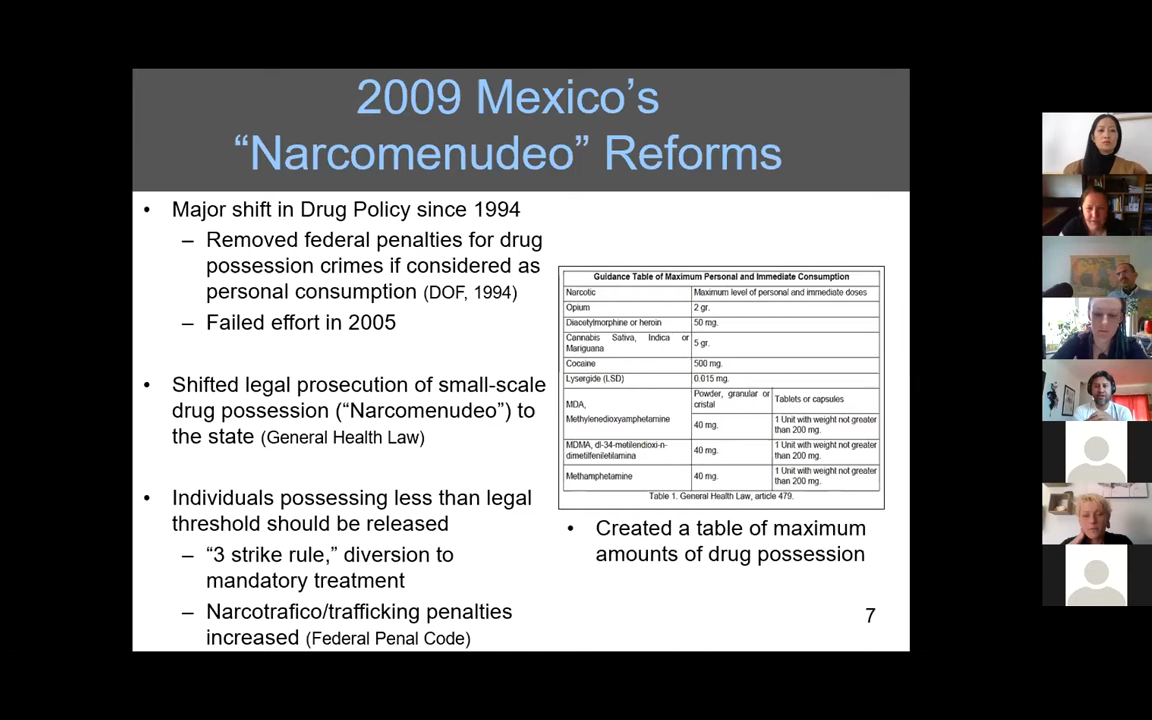 2009 Mexico's
“Narcomenudeo” Reforms
• Major shift in Drug Policy since 1994
– Removed federal penalties for drug
possession crimes if considered as
personal consumption (DOF, 1994)
– Failed effort in 2005
• Shifted legal prosecution of small-scale
drug possession (“Narcomenudeo”) to
the state (General Health Law)
• Individuals possessing less than legal
threshold should be released
– “3 strike rule,” diversion to
mandatory treatment
– Narcotrafico/trafficking penalties
increased (Federal Penal Code)
Guidance Table of Maximum Personal and Immediate Consumption
Narcotic Maximum level of personal and immediate doses
Opium 2 gr.
Diacetylmorphine or heroin 50 mg.
Cannabis Sativa, Indica or
Mariguana 5 gr.
Cocaine 500 mg.
Lysergide (LSD) 0.015 mg.
MDA,
Methylenedioxyamphetamine
Powder, granular or
cristal
Tablets or capsules
40 mg.
1 Unit with weight not greater
than 200 mg.
MDMA, dl-34-metilendioxi-n-
dimetilfeniletilamina
40 mg.
1 Unit with weight not greater
than 200 mg.
Methamphetamine 40 mg.
1 Unit with weight not greater
than 200 mg.
Table 1. General Health Law, article 479.
• Created a table of maximum
amounts of drug possession
7